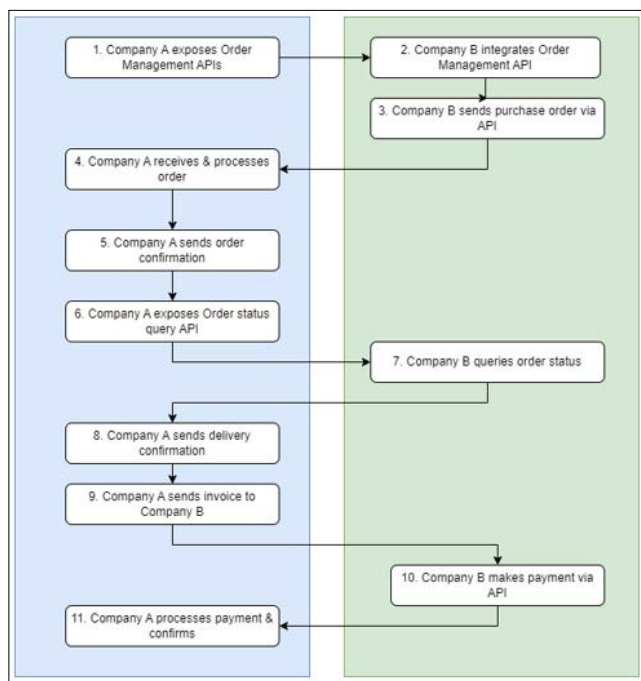 1. Company A exposes Order
Management APIs
2. Company B integrates Order
Management API
3. Company B sends purchase order via
API
4. Company A receives & processes
order
5. Company A sends order
confirmation
6. Company A exposes Order status
query API
7. Company B queries order status
8. Company A sends delivery
confirmation
9. Company A sends invoice to
Company B
10. Company B makes payment via
API
11. Company A processes payment &
confirms